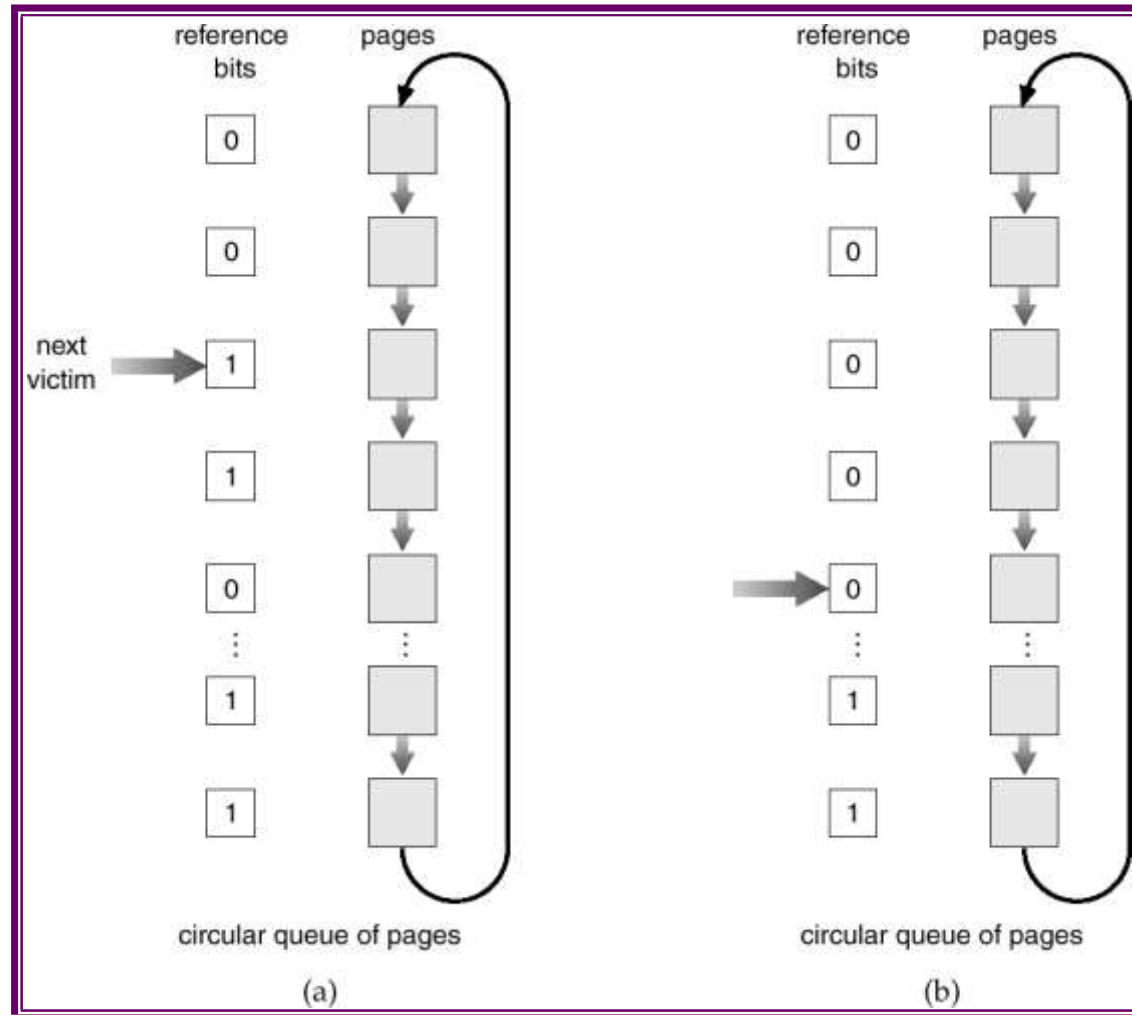 reference pages
bits
0
0
next
victim
1
1
0
⋮ ⋮
1
1
circular queue of pages
(a)
reference pages
bits
0
0
0
0
0
⋮ ⋮
1
1
circular queue of pages
(b)